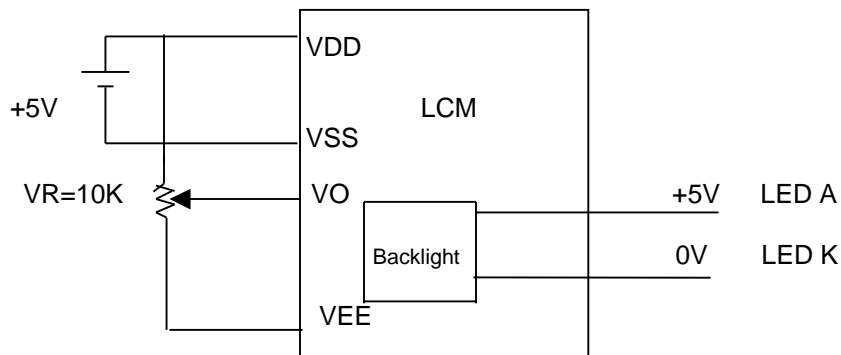 VDD
+5V
LCM
VSS
VR=10K
VO
+5V
LED A
Backlight
0V
LED K
VEE